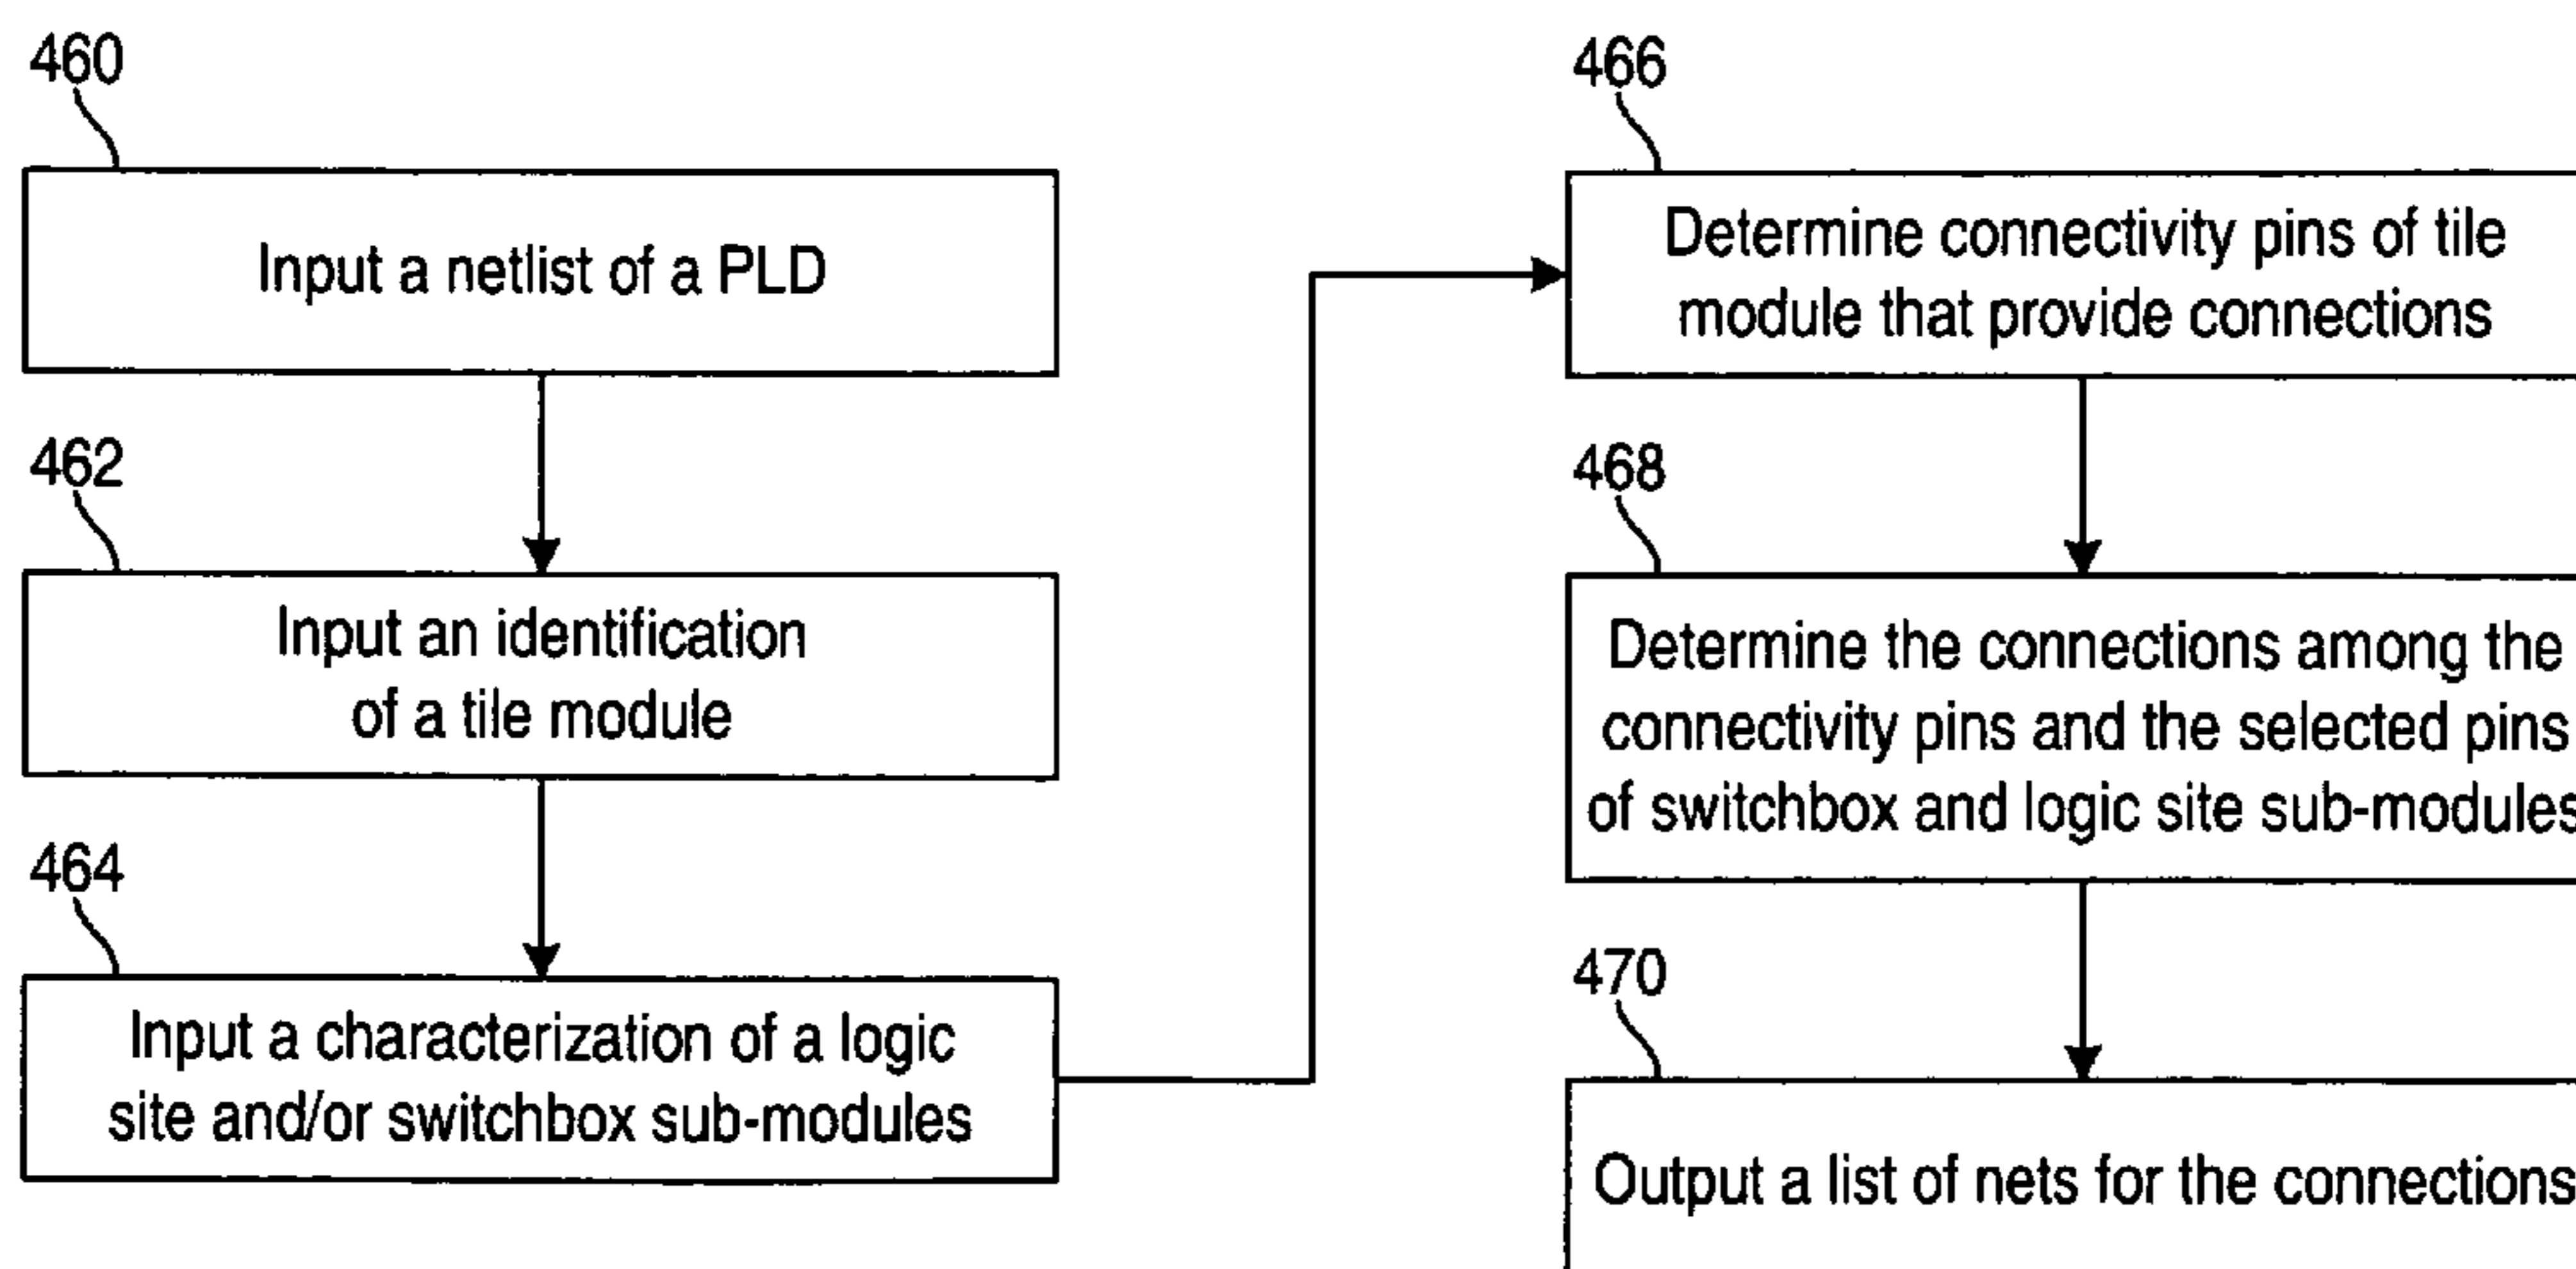 460
Input a netlist of a PLD
462
Input an identification
of a tile module
464
Input a characterization of a logic
site and/or switchbox sub-modules
466
Determine connectivity pins of tile
module that provide connections
468
Determine the connections among the
connectivity pins and the selected pins
of switchbox and logic site sub-modules
470
Output a list of nets for the connections